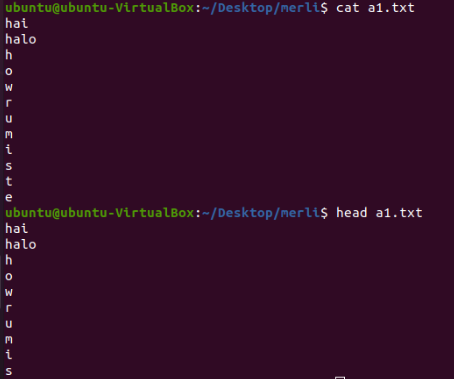 ubuntu@ubuntu-VirtualBox:~/Desktop/merli$ cat a1.txt
hai
halo
h
o
w
r
u
m
i
s
t
e
ubuntu@ubuntu-VirtualBox:~/Desktop/merli$ head a1.txt
hai
halo
h
o
w
r
u
m
i
s